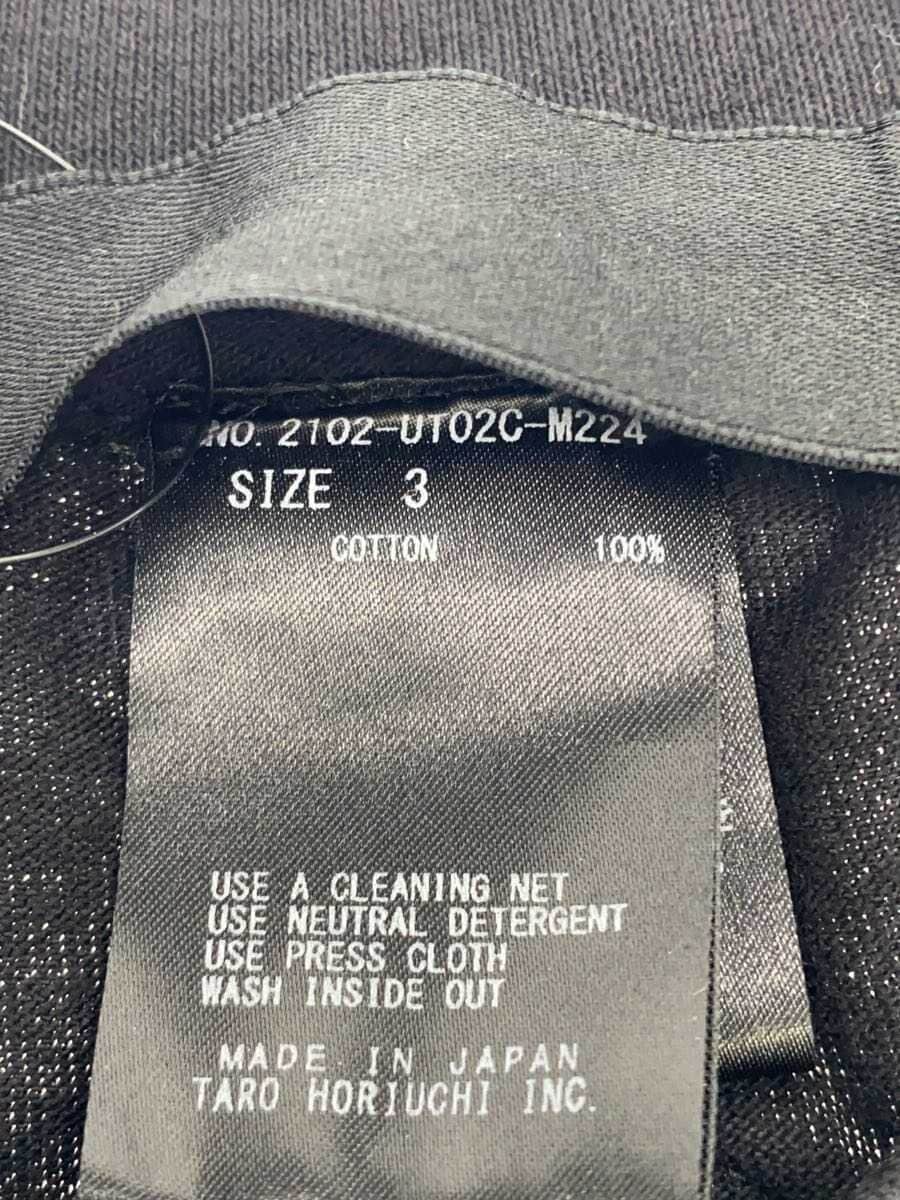 NO. 2102-UT02C-M224
SIZE 3
COTTON 100%
USE A CLEANING NET
USE NEUTRAL DETERGENT
USE PRESS CLOTH
WASH INSIDE OUT
MADE IN JAPAN
TARO HORIUCHI INC.